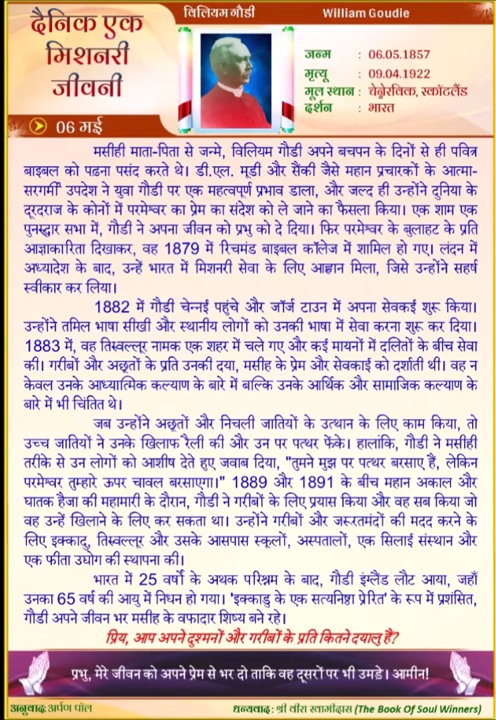 दैनिक एक
मिशनरी
जीवनी
06 मई
विलियम गौडी
William Goudie
जन्म : 06.05.1857
मृत्यू : 09.04.1922
मूल स्थान : चेन्नेरविक, स्कॉटलैंड
दर्शन : भारत
मसीही माता-पिता से जन्मे, विलियम गौडी अपने बचपन के दिनों से ही पवित्र
बाइबल को पढना पसंद करते थे। डी.एल. मूडी और सैंकी जैसे महान प्रचारकों के आत्मा-
सरगर्मी उपदेश ने युवा गौडी पर एक महत्वपूर्ण प्रभाव डाला, और जल्द ही उन्होंने दुनिया के
दूरदराज के कोनों में परमेश्वर का प्रेम का संदेश को ले जाने का फैसला किया। एक शाम एक
पुनरुद्धार सभा में, गौडी ने अपना जीवन को प्रभु को दे दिया। फिर परमेश्वर के बुलाहट के प्रति
आज्ञाकारिता दिखाकर, वह 1879 में रिचमंड बाइबल कॉलेज में शामिल हो गए। लंदन में
अध्यादेश के बाद, उन्हें भारत में मिशनरी सेवा के लिए आह्वान मिला, जिसे उन्होंने सहर्ष
स्वीकार कर लिया।
1882 में गौडी चेन्नई पहुंचे और जॉर्ज टाउन में अपना सेवकई शुरू किया।
उन्होंने तमिल भाषा सीखी और स्थानीय लोगों को उनकी भाषा में सेवा करना शुरू कर दिया।
1883 में, वह तिरुवल्लूर नामक एक शहर में चले गए और कई मायनों में दलितों के बीच सेवा
की। गरीबों और अछूतों के प्रति उनकी दया, मसीह के प्रेम और सेवकाई को दर्शाती थी। वह न
केवल उनके आध्यात्मिक कल्याण के बारे में बल्कि उनके आर्थिक और सामाजिक कल्याण के
बारे में भी चिंतित थे।
जब उन्होंने अछूतों और निचली जातियों के उत्थान के लिए काम किया, तो
उच्च जातियों ने उनके खिलाफ रैली की और उन पर पत्थर फेंके। हालांकि, गौडी ने मसीही
तरीके से उन लोगों को आशीष देते हुए जवाब दिया, "तुमने मुझ पर पत्थर बरसाए हैं, लेकिन
परमेश्वर तुम्हारे ऊपर चावल बरसाएगा।" 1889 और 1891 के बीच महान अकाल और
घातक हैजा की महामारी के दौरान, गौडी ने गरीबों के लिए प्रयास किया और वह सब किया जो
वह उन्हें खिलाने के लिए कर सकता था। उन्होंने गरीबों और जरूरतमंदों की मदद करने के
लिए इक्काडु, तिरुवल्लूर और उसके आसपास स्कूलों, अस्पतालों, एक सिलाई संस्थान और
एक फीता उघोग की स्थापना की।
भारत में 25 वर्षों के अथक परिश्रम के बाद, गौडी इंग्लैंड लौट आया, जहाँ
उनका 65 वर्ष की आयु में निधन हो गया। 'इक्काडु के एक सत्यनिष्ठा प्रेरित' के रूप में प्रशंसित,
गौडी अपने जीवन भर मसीह के वफादार शिष्य बने रहे।
प्रिय, आप अपने दुश्मनों और गरीबों के प्रति कितने दयालु हैं?
प्रभु, मेरे जीवन को अपने प्रेम से भर दो ताकि वह दूसरों पर भी उमड़े। आमीन!
अनुवाद: अर्पण पॉल
धन्यवाद: श्री वीरा स्वामीदास (The Book Of Soul Winners)